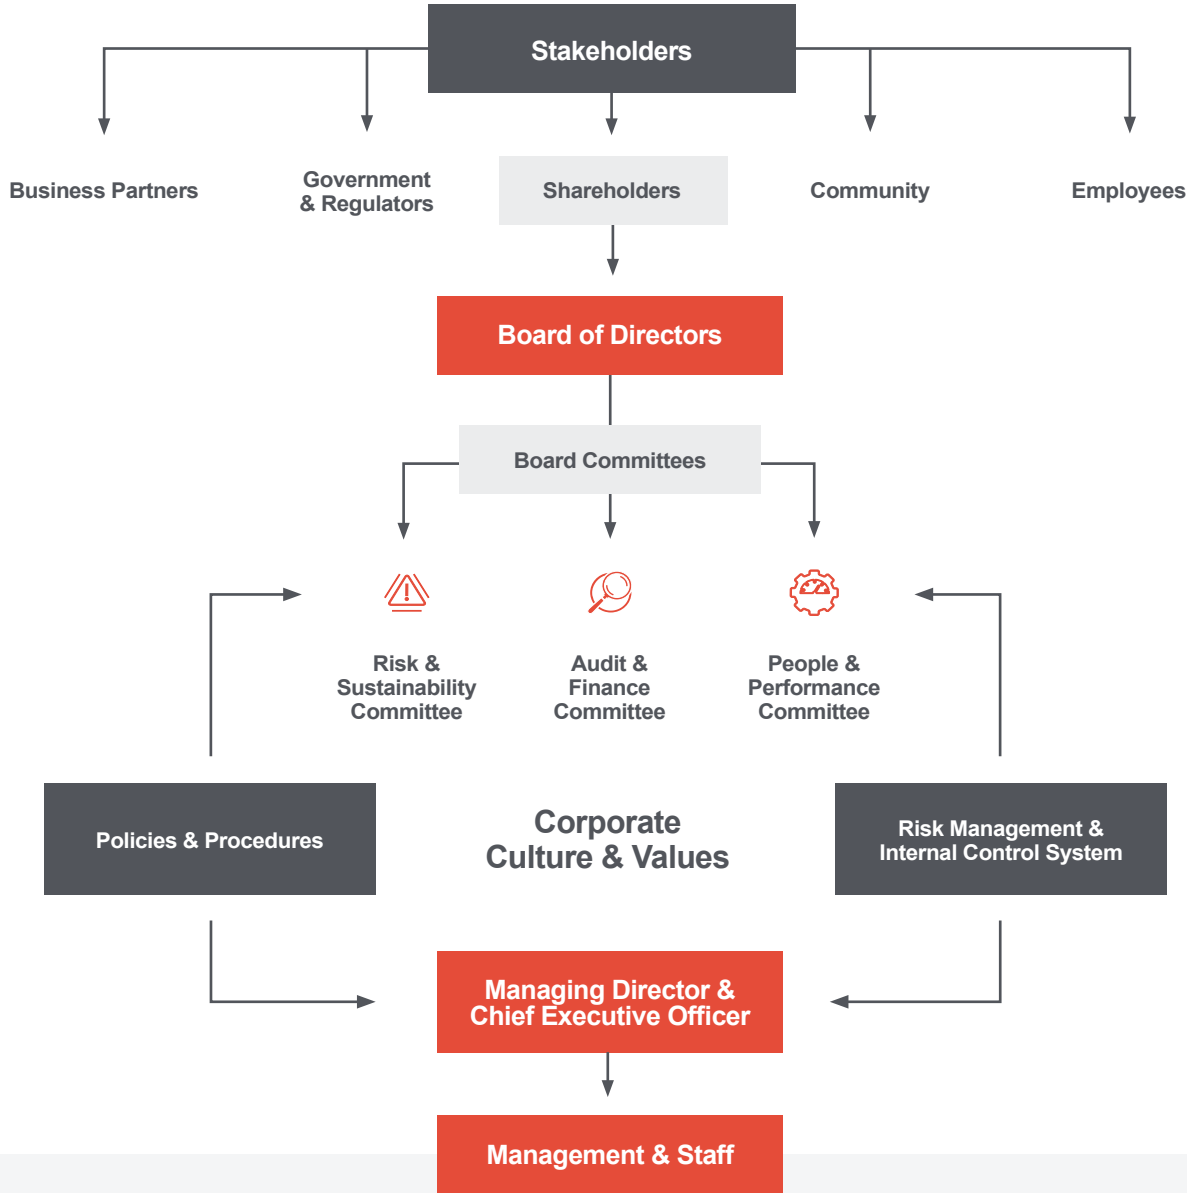 Stakeholders
Business Partners
Government
& Regulators
Shareholders
Community
Employees
Board of Directors
Board Committees
Risk &
Sustainability
Committee
Audit &
Finance
Committee
People &
Performance
Committee
Policies & Procedures
Corporate
Culture & Values
Risk Management &
Internal Control System
Managing Director &
Chief Executive Officer
Management & Staff